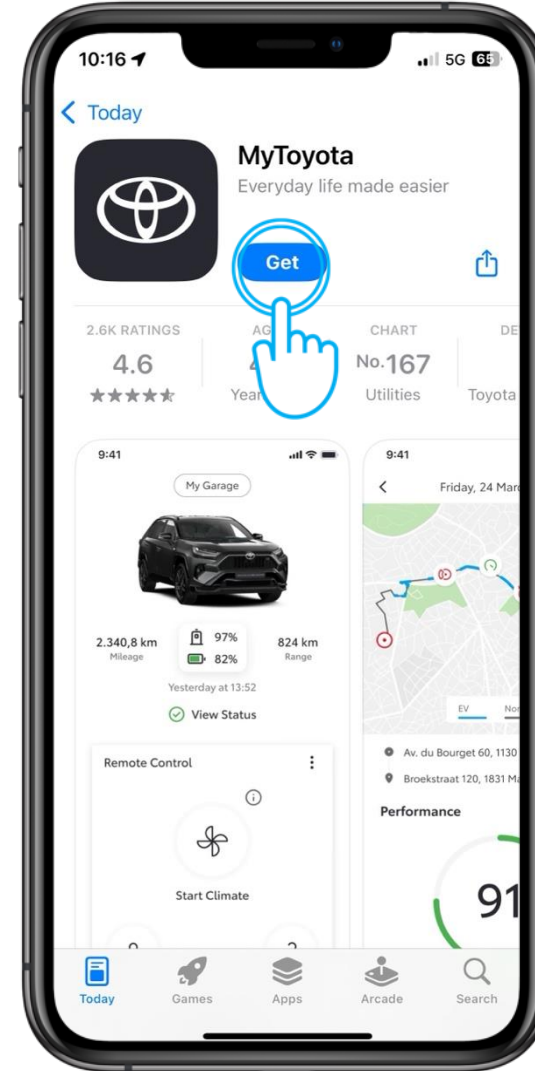 10:16
5G 65
Today
MyToyota
Everyday life made easier
Get
2.6K RATINGS
4.6
CHART
No.167
Utilities
Toyota
9:41
My Garage
2.340,8 km
Mileage
97%
82%
824 km
Range
Yesterday at 13:52
View Status
Remote Control
Start Climate
9:41
Friday, 24
EV
Av. du Bourget 60, 1130
Broekstraat 120, 1831
Performance
91
Today
Games
Apps
Arcade
Search